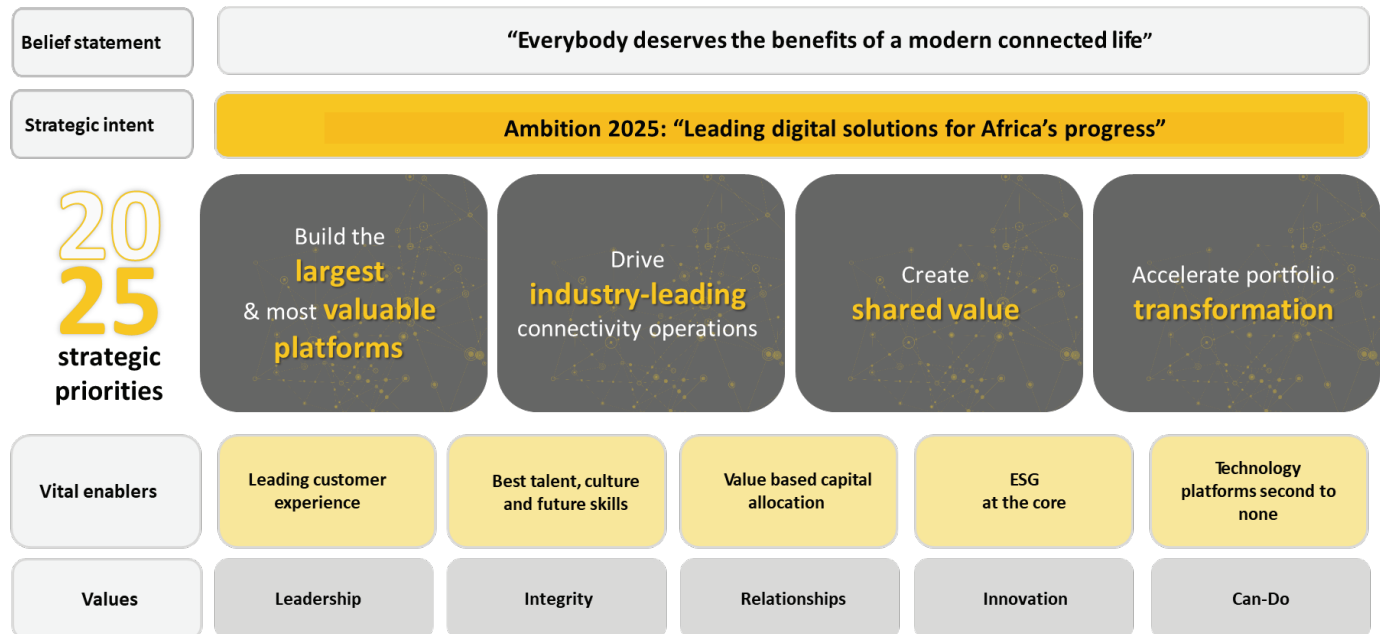 Belief statement
“Everybody deserves the benefits of a modern connected life”
Strategic intent
Ambition 2025: “Leading digital solutions for Africa’s progress”
20
25
strategic
priorities
Build the
largest
& most valuable
platforms
Drive
industry-leading
connectivity operations
Create
shared value
Accelerate portfolio
transformation
Vital enablers
Leading customer
experience
Best talent, culture
and future skills
Value based capital
allocation
ESG
at the core
Technology
platforms second to
none
Values
Leadership
Integrity
Relationships
Innovation
Can-Do